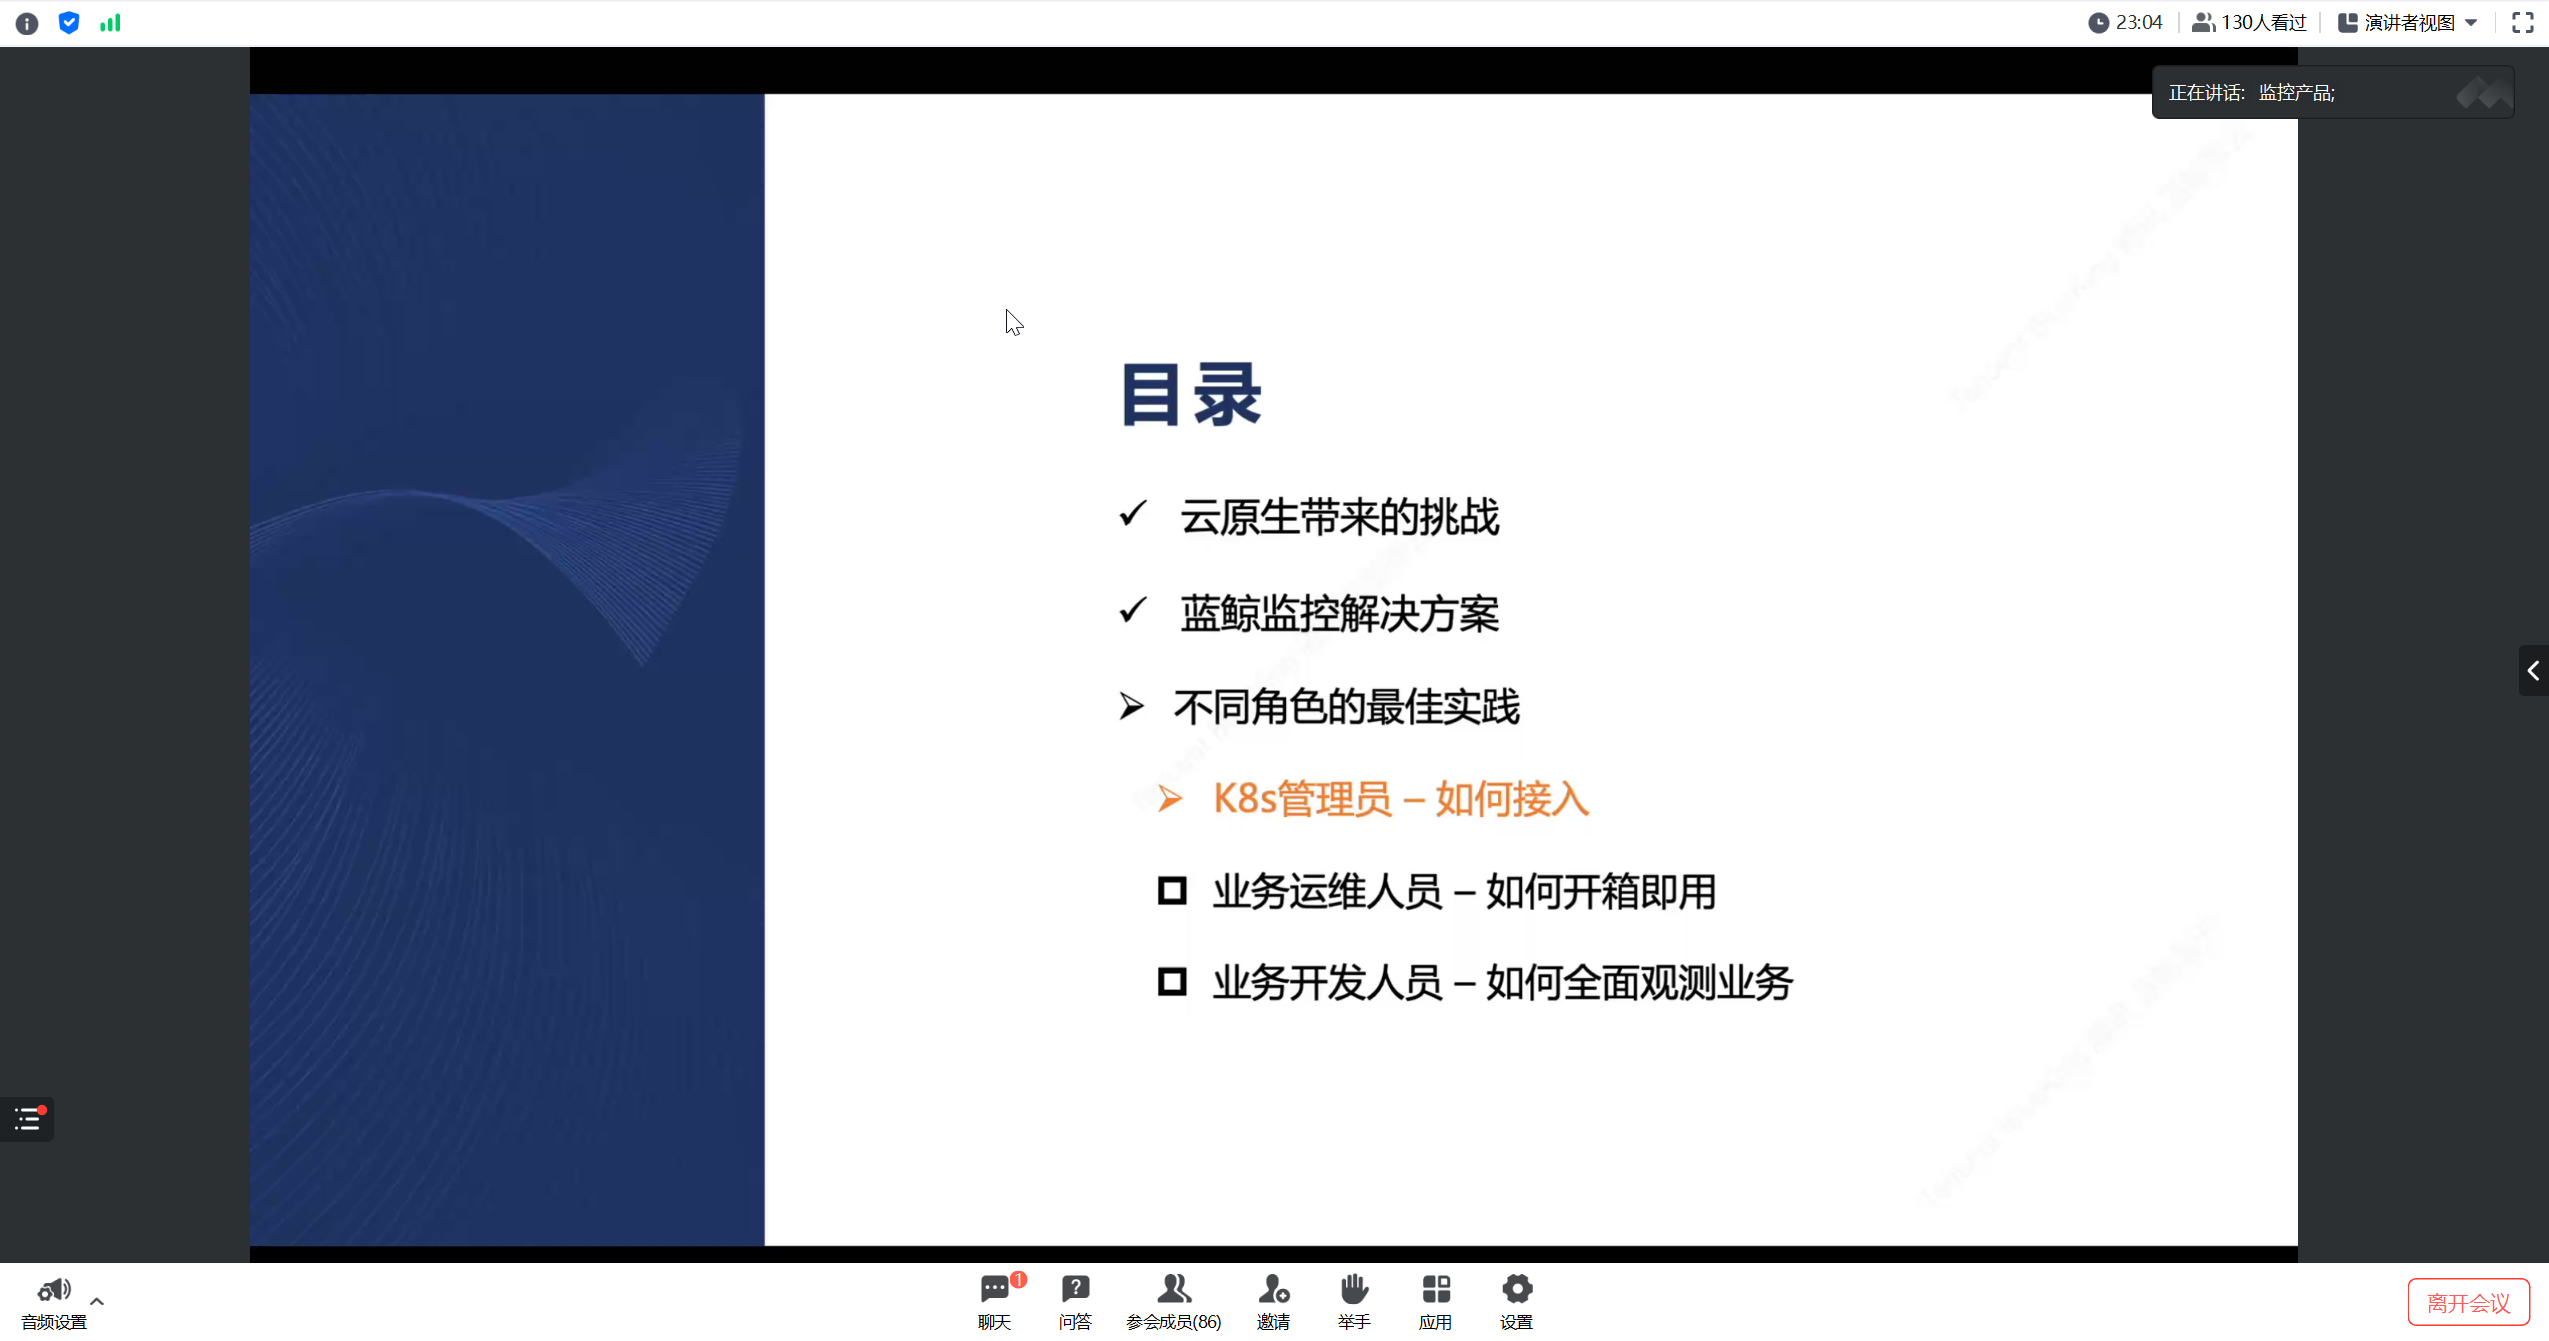 23:04
130人看过
演讲者视图
正在讲话: 监控产品;
目录
云原生带来的挑战
蓝鲸监控解决方案
不同角色的最佳实践
K8s管理员 – 如何接入
业务运维人员 – 如何开箱即用
业务开发人员 – 如何全面观测业务
音频设置
1
聊天
问答
参会成员(86)
邀请
举手
应用
设置
离开会议